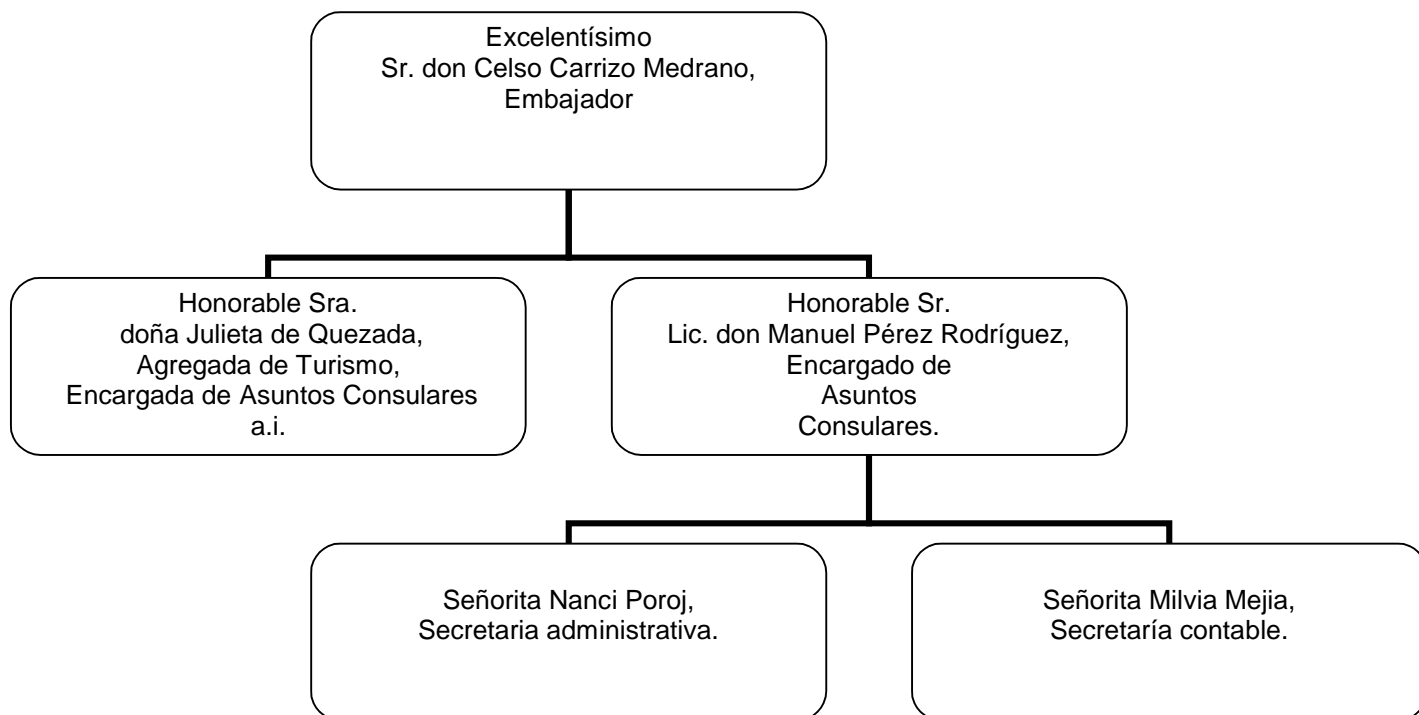 Excelentísimo
Sr. don Celso Carrizo Medrano,
Embajador
Honorable Sra.
doña Julieta de Quezada,
Agregada de Turismo,
Encargada de Asuntos Consulares
a.i.
Honorable Sr.
Lic. don Manuel Pérez Rodríguez,
Encargado de
Asuntos
Consulares.
Señorita Nanci Poroj,
Secretaria administrativa.
Señorita Milvia Mejia,
Secretaría contable.